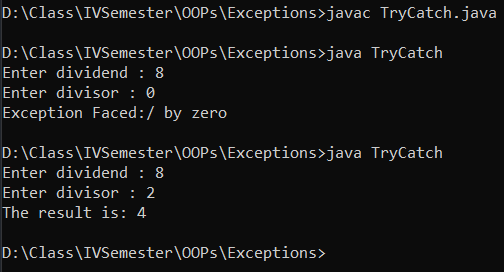 D:\Class\IVSemester\OOPs\Exceptions>javac TryCatch.java
D:\Class\IVSemester\OOPs\Exceptions>java TryCatch
Enter dividend : 8
Enter divisor : 0
Exception Faced:/ by zero
D:\Class\IVSemester\OOPs\Exceptions>java TryCatch
Enter dividend : 8
Enter divisor : 2
The result is: 4
D:\Class\IVSemester\OOPs\Exceptions>